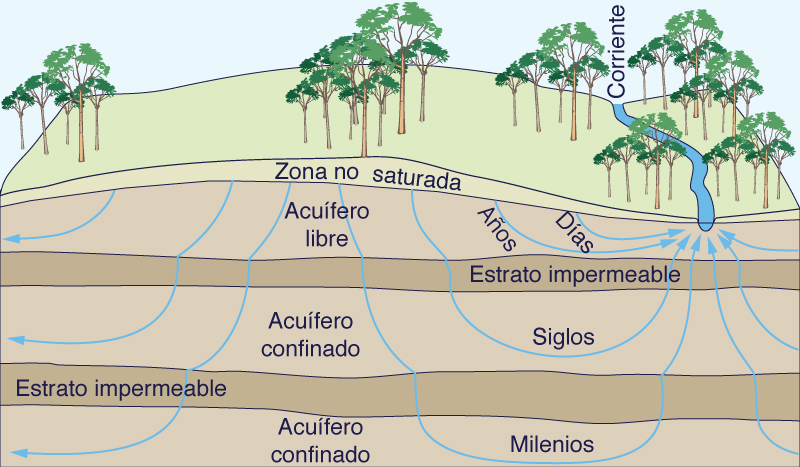 Corriente
Zona no saturada
Acuífero
libre
Años
Días
Estrato impermeable
Acuífero
confinado
Siglos
Estrato impermeable
Acuífero
confinado
Milenios